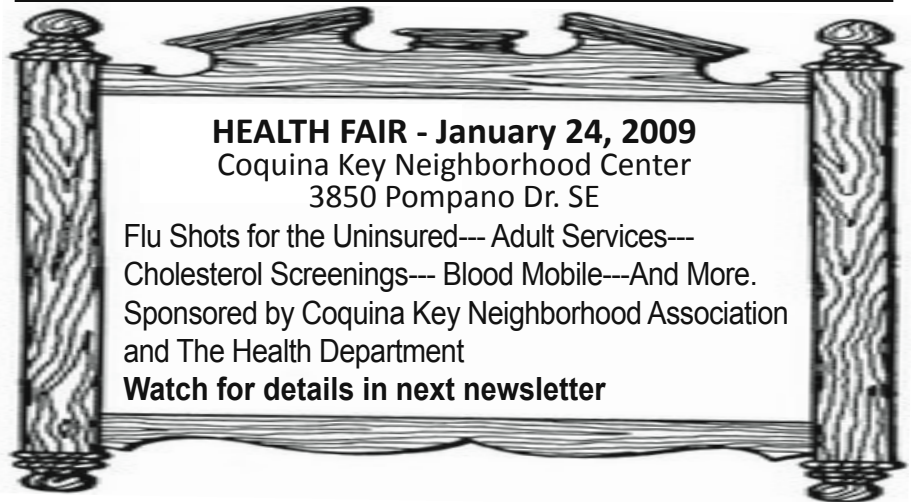 HEALTH FAIR - January 24, 2009
Coquina Key Neighborhood Center
3850 Pompano Dr. SE
Flu Shots for the Uninsured--- Adult Services---
Cholesterol Screenings--- Blood Mobile---And More.
Sponsored by Coquina Key Neighborhood Association
and The Health Department
Watch for details in next newsletter